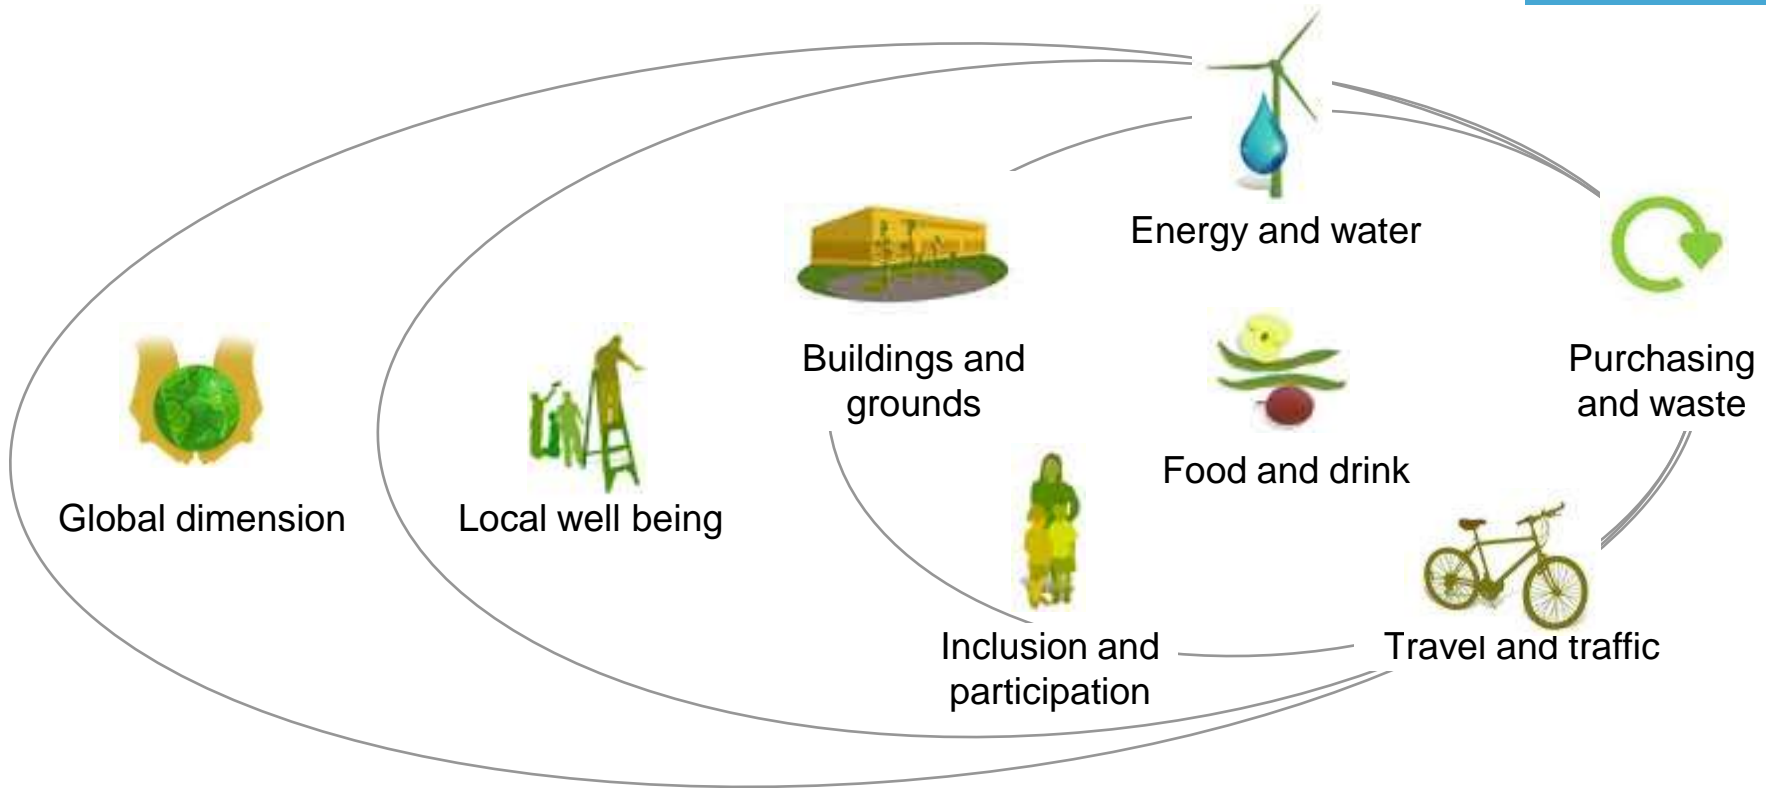 Energy and water
Buildings and
grounds
Purchasing
and waste
Food and drink
Global dimension
Local well being
Inclusion and
participation
Travel and traffic